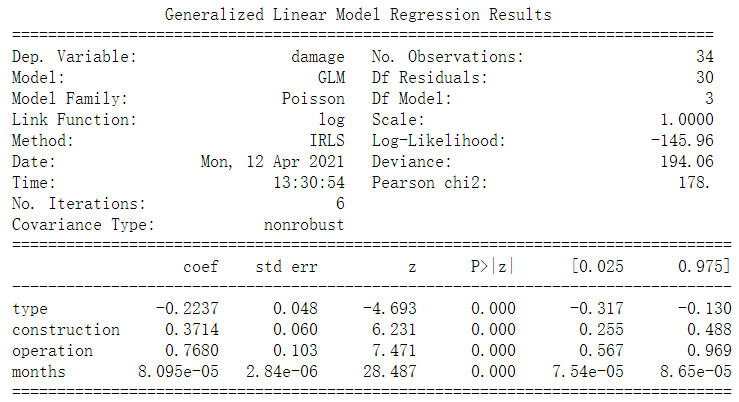 Generalized Linear Model Regression Results
==============================================================================
Dep. Variable: damage No. Observations: 34
Model: GLM Df Residuals: 30
Model Family: Poisson Df Model: 3
Link Function: log Scale: 1.0000
Method: IRLS Log-Likelihood: -145.96
Date: Mon, 12 Apr 2021 Deviance: 194.06
Time: 13:30:54 Pearson chi2: 178.
No. Iterations: 6
Covariance Type: nonrobust
================================================================================
coef std err z P>|z| [0.025 0.975]
--------------------------------------------------------------------------------
type -0.2237 0.048 -4.693 0.000 -0.317 -0.130
construction 0.3714 0.060 6.231 0.000 0.255 0.488
operation 0.7680 0.103 7.471 0.000 0.567 0.969
months 8.095e-05 2.84e-06 28.487 0.000 7.54e-05 8.65e-05
================================================================================